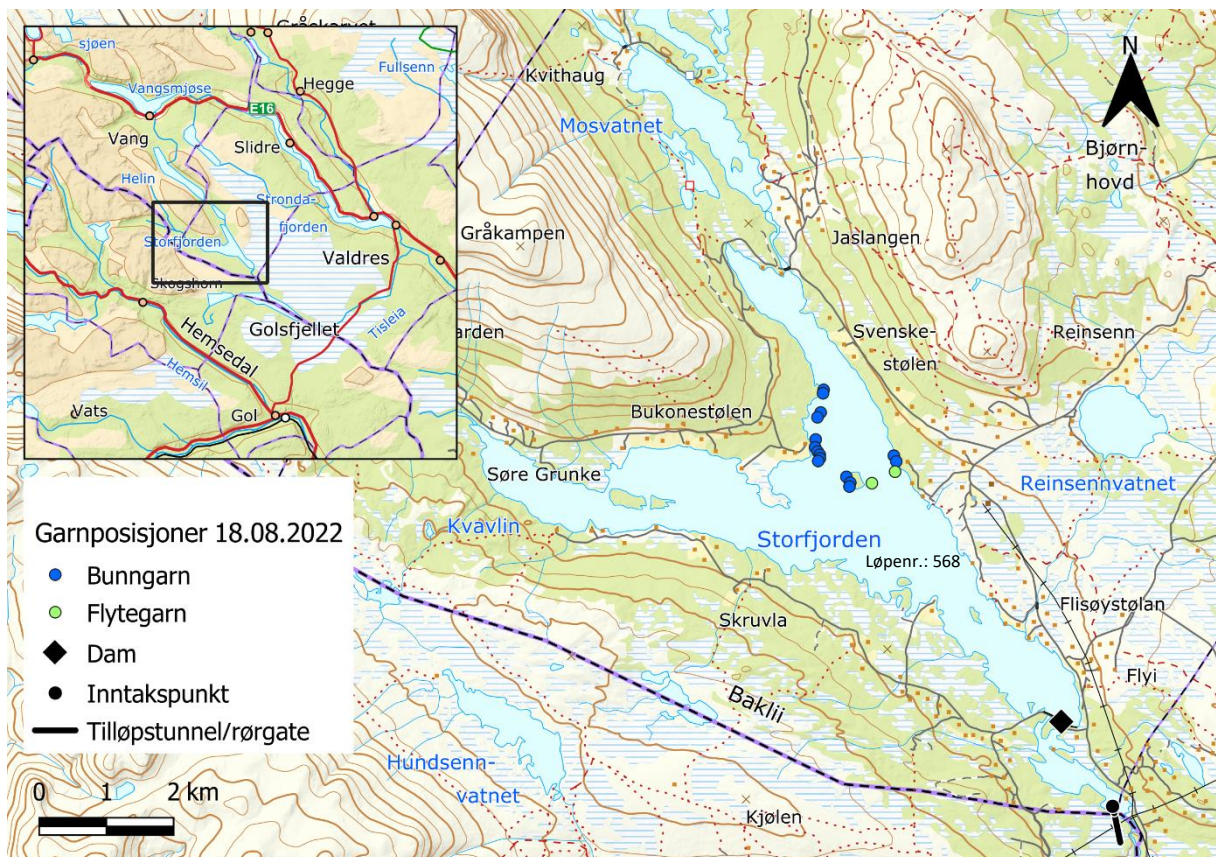 Gråskarvet
sjøen
Vangsmjøse
Fullsenn
Hegge
E16
Vang
Slidre
Helin
Stronda-
fjorden
Storfjorden
Valdres
Skogshorn
Golsfjellet
Tisleia
Hemsedal
Hemsil
Vats
Gol
Kvithaug
Mosvatnet
N
Bjørn-
hovd
Gråkampen
Jaslangen
arden
Svenske-
stølen
Reinsenn
Bukonestølen
Søre Grunke
Reinsennvatnet
Kvavlin
Storfjorden
Løpenr.: 568
Skruvla
Flisøystølan
Flyi
Baklii
Hundsenn-
vatnet
Kjølen
Garnposisjoner 18.08.2022
Bunngarn
Flytegarn
Dam
Inntakspunkt
Tilløpstunnel/rørgate
0 1 2 km